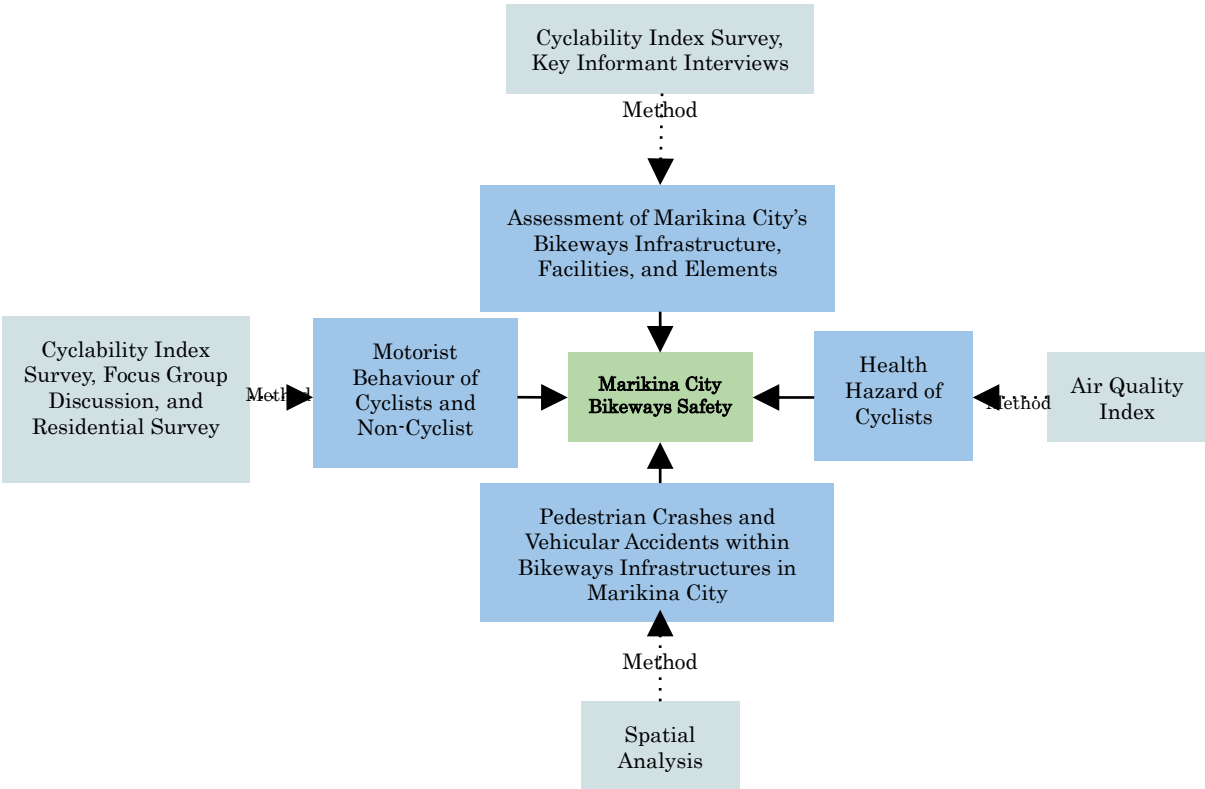 Cyclability Index Survey,
Key Informant Interviews
Method
Assessment of Marikina City’s
Bikeways Infrastructure,
Facilities, and Elements
Cyclability Index
Survey, Focus Group
Discussion, and
Residential Survey
Method
Motorist
Behaviour of
Cyclists and
Non-Cyclist
Marikina City
Bikeways Safety
Health
Hazard of
Cyclists
Method
Air Quality
Index
Pedestrian Crashes and
Vehicular Accidents within
Bikeways Infrastructures in
Marikina City
Method
Spatial
Analysis